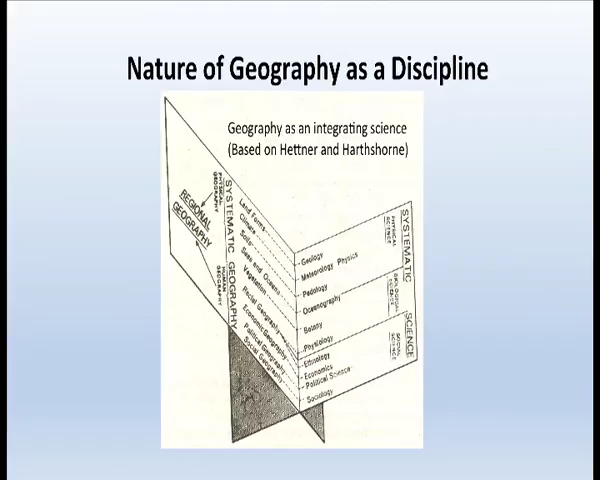 Nature of Geography as a Discipline
Geography as an integrating science
(Based on Hettner and Harthshorne)
REGIONAL
GEOGRAPHY
PHYSICAL
GEOGRAPHY
HUMAN
GEOGRAPHY
SYSTEMATIC GEOGRAPHY
Land Forms
Climate
Soils
Seas and Oceans
Vegetation
Racial Geography
Economic Geography
Political Geography
Social Geography
Geology
Meteorology Physics
Pedology
Oceanography
Botany
Physiology
Ethnology
Economics
Political Science
Sociology
SYSTEMATIC SCIENCE
PHYSICAL
SCIENCE
BIOLOGICAL
SCIENCE
SOCIAL
SCIENCE